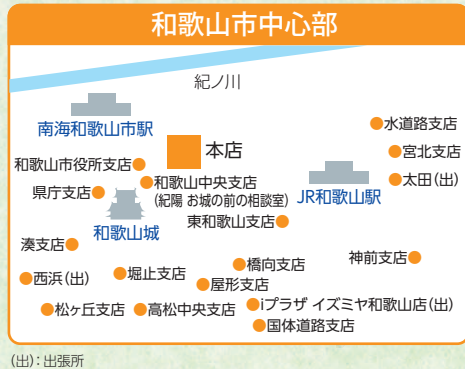 和歌山市中心部
紀ノ川
南海和歌山市駅
水道路支店
本店
宮北支店
和歌山市役所支店
太田(出)
和歌山中央支店
(紀陽 お城の前の相談室)
JR和歌山駅
県庁支店
東和歌山支店
和歌山城
湊支店
神前支店
橋向支店
西浜(出)
堀止支店
屋形支店
松ヶ丘支店
高松中央支店
iプラザ イズミヤ和歌山店(出)
国体道路支店
(出):出張所